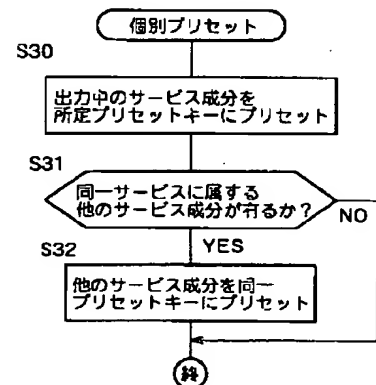 個別プリセット
S30
出力中のサービス成分を
所定プリセットキーにプリセット
S31
同一サービスに属する
他のサービス成分が有るか?
NO
YES
S32
他のサービス成分を同一
プリセットキーにプリセット
終